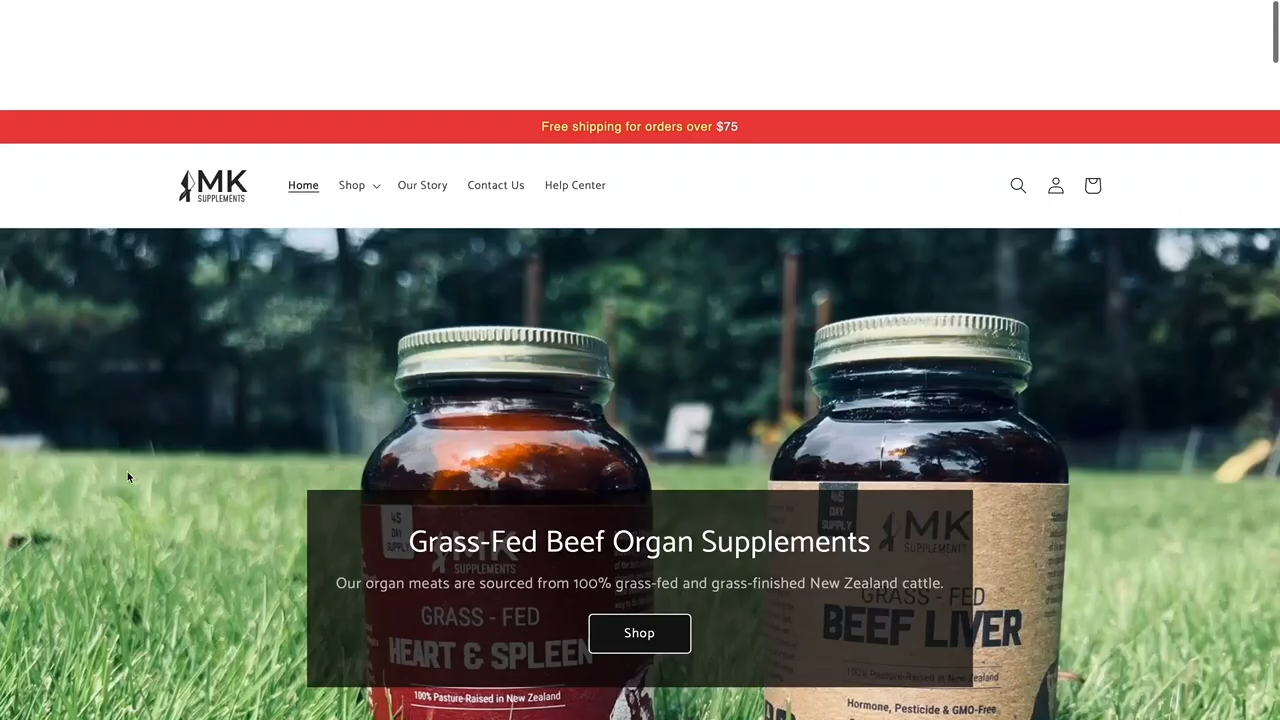 Free shipping for orders over $75
MK
SUPPLEMENTS
Home
Shop
Our Story
Contact Us
Help Center
45
DAY
SUPPLY
MK
SUPPLEMENTS
GRASS - FED
HEART & SPLEEN
100% Pasture-Raised in New Zealand
45
DAY
SUPPLY
MK
SUPPLEMENTS
GRASS - FED
BEEF LIVER
100% Pasture-Raised in New Zealand
Hormone, Pesticide & GMO-Free
Grass-Fed Beef Organ Supplements
Our organ meats are sourced from 100% grass-fed and grass-finished New Zealand cattle.
Shop